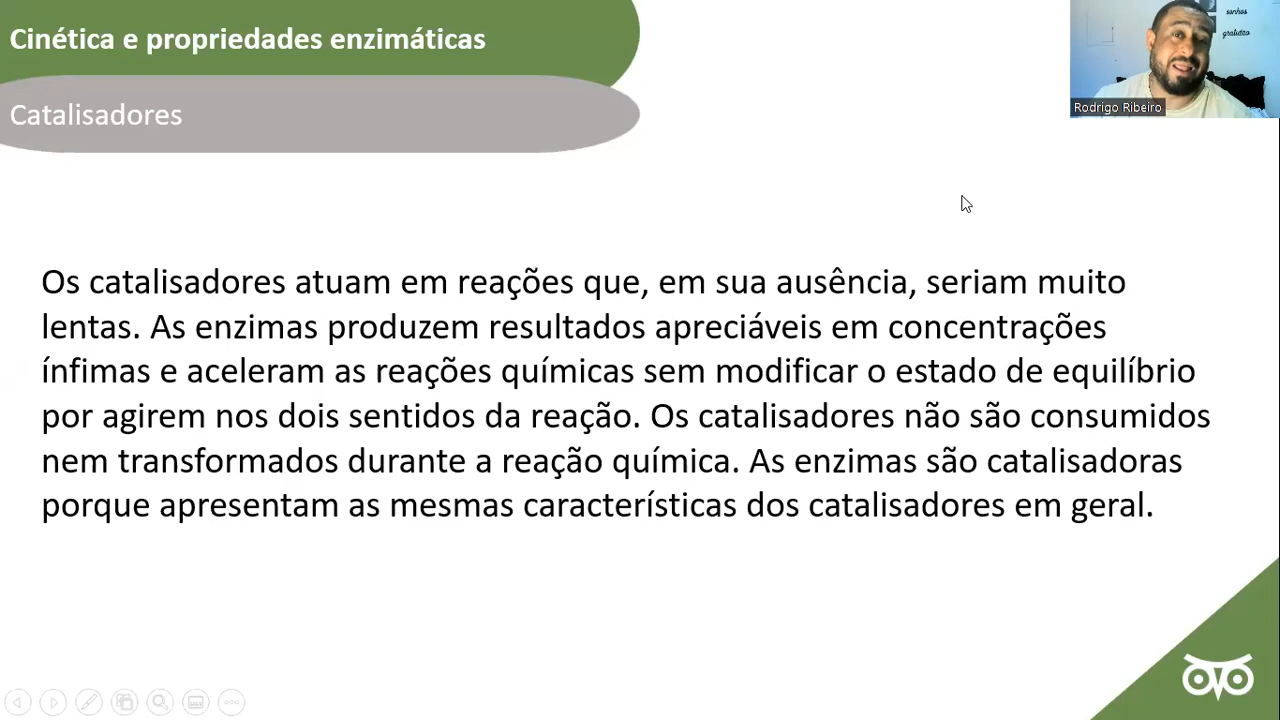 Cinética e propriedades enzimáticas
Catalisadores
sonhos
gratidão
Rodrigo Ribeiro
Os catalisadores atuam em reações que, em sua ausência, seriam muito
lentas. As enzimas produzem resultados apreciáveis em concentrações
ínfimas e aceleram as reações químicas sem modificar o estado de equilíbrio
por agirem nos dois sentidos da reação. Os catalisadores não são consumidos
nem transformados durante a reação química. As enzimas são catalisadoras
porque apresentam as mesmas características dos catalisadores em geral.